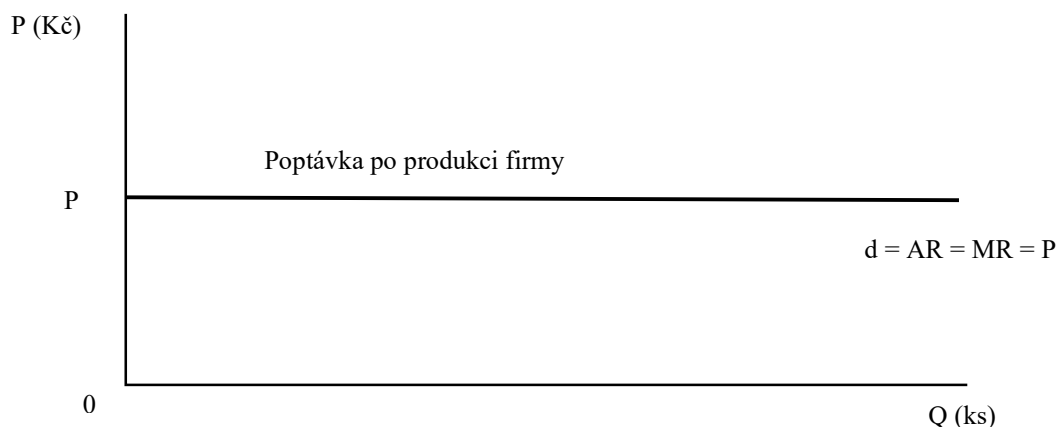 P (Kč)
Poptávka po produkci firmy
P
d = AR = MR = P
0
Q (ks)